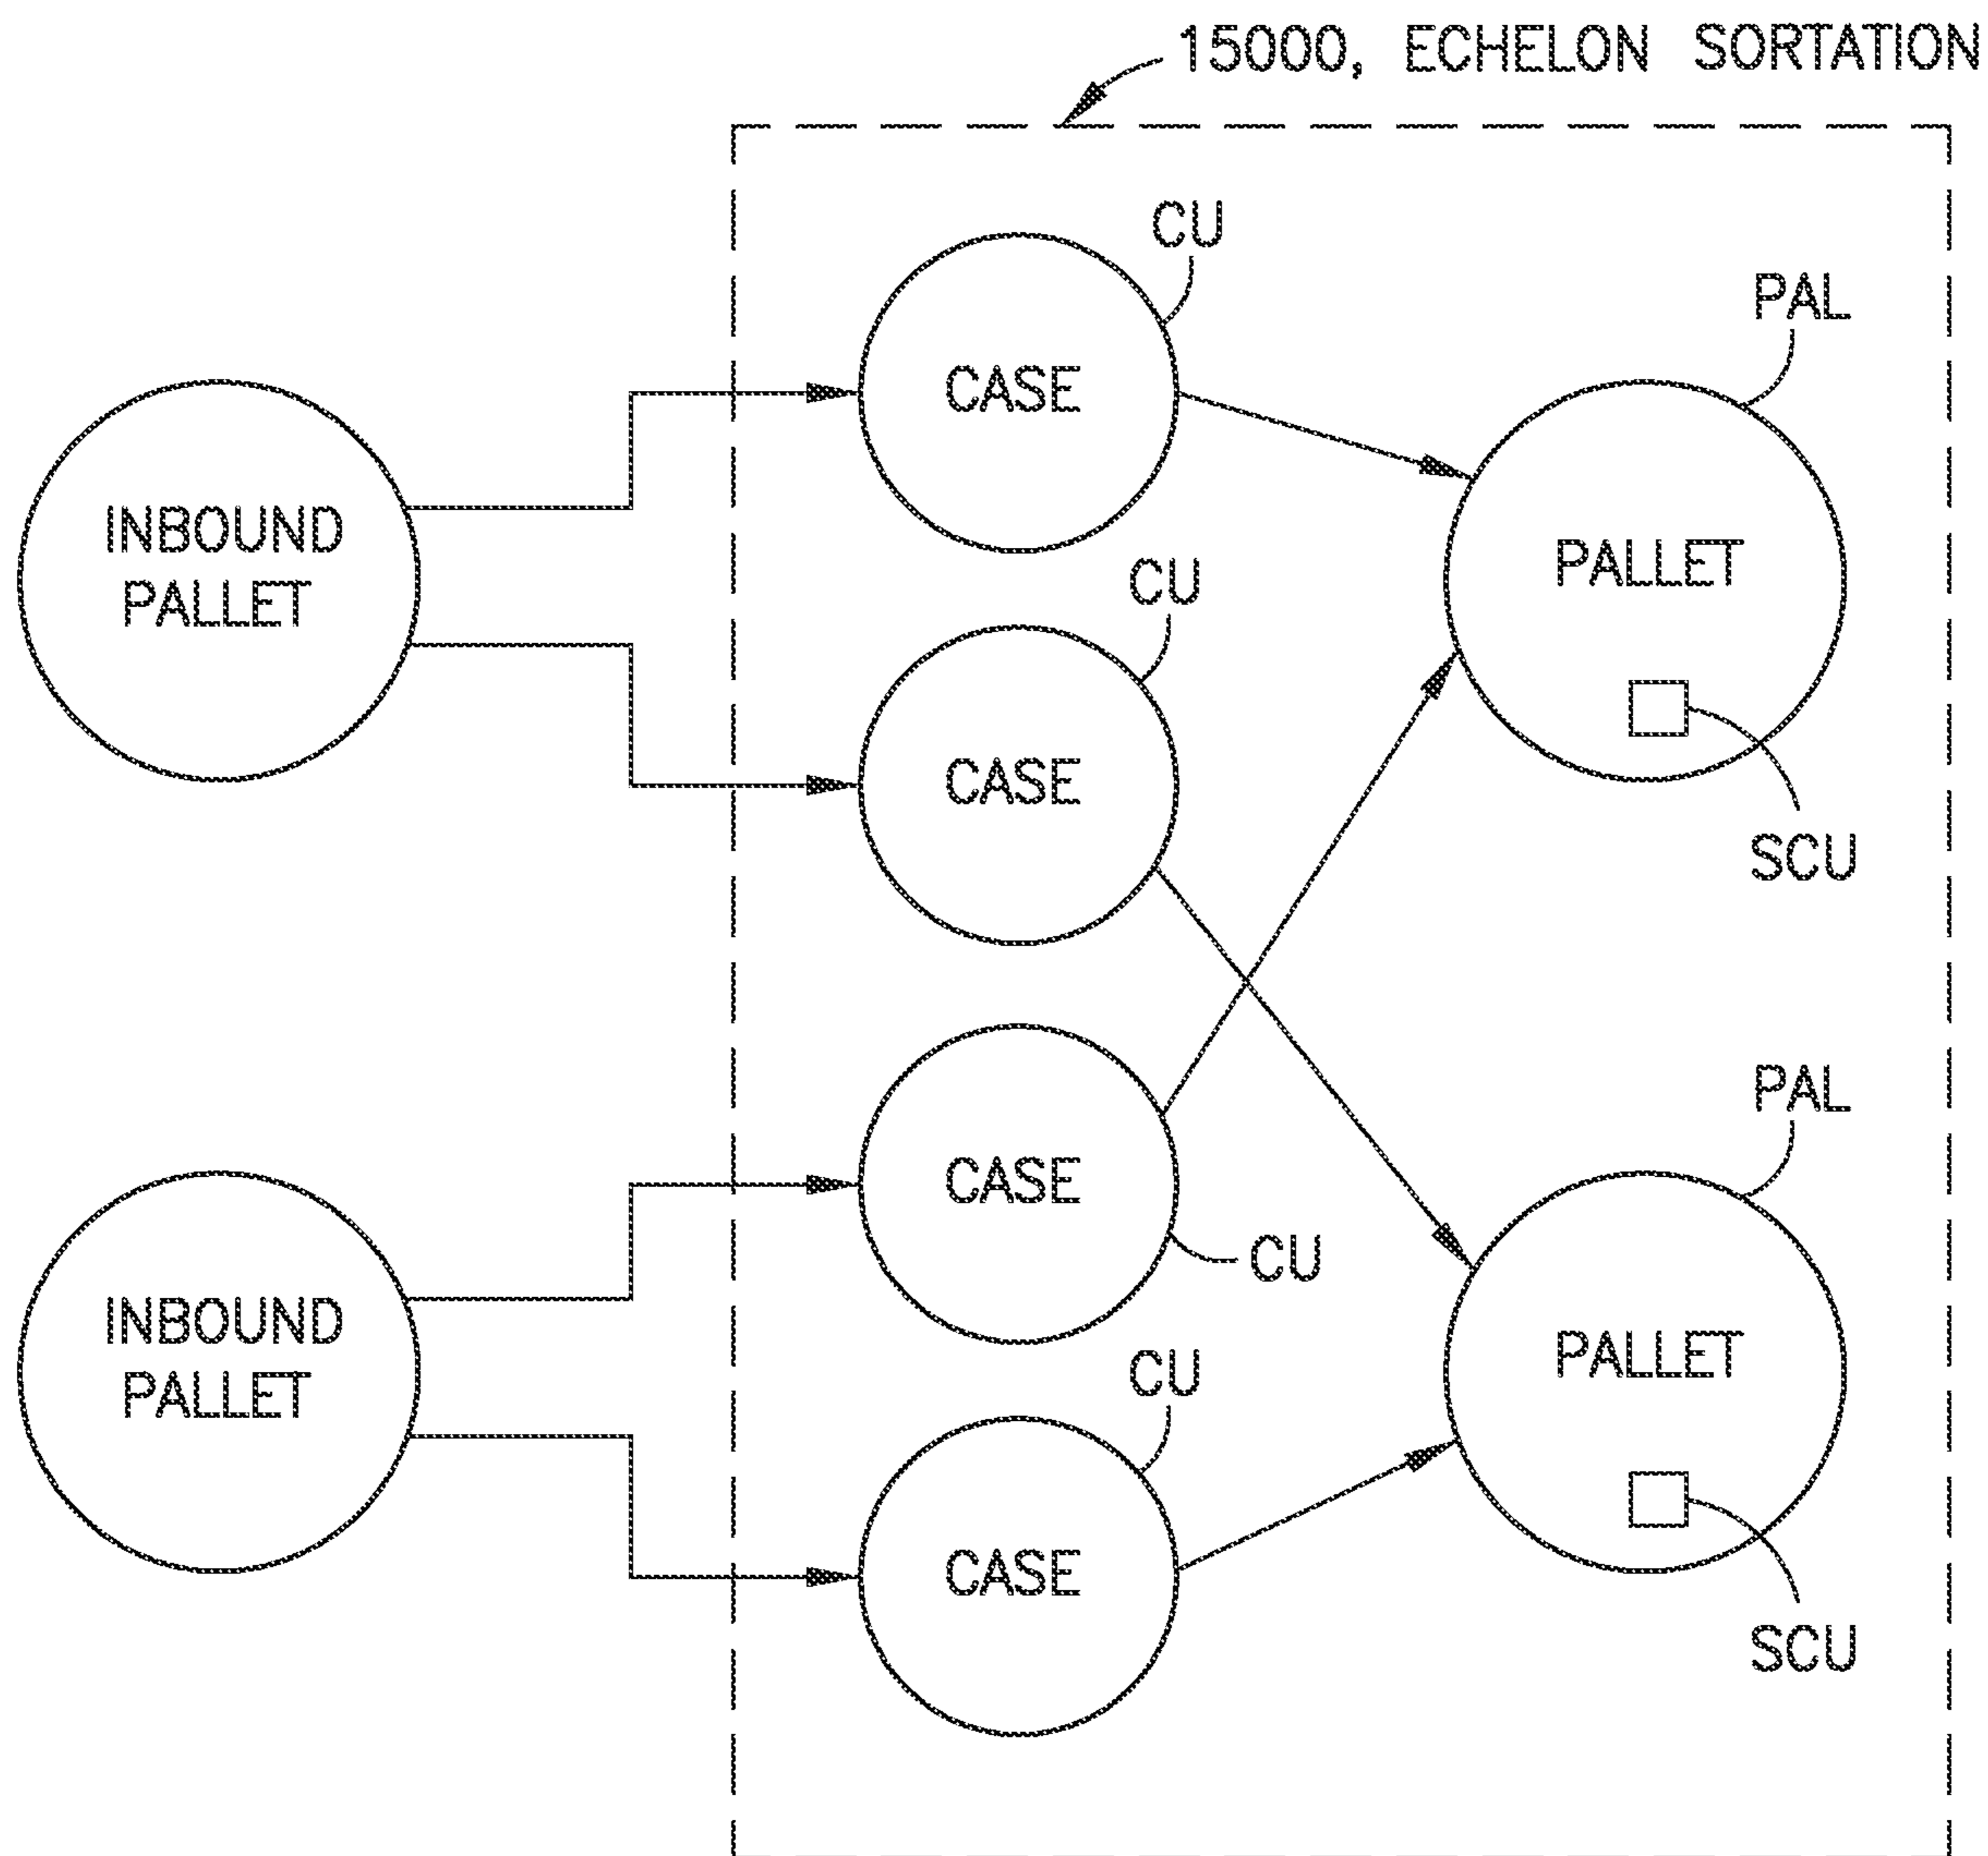 15000, ECHELON SORTATION
CU
PAL
CASE
INBOUND
PALLET
PALLET
CU
CASE
SCU
PAL
CASE
CU
INBOUND
PALLET
PALLET
CU
CASE
SCU